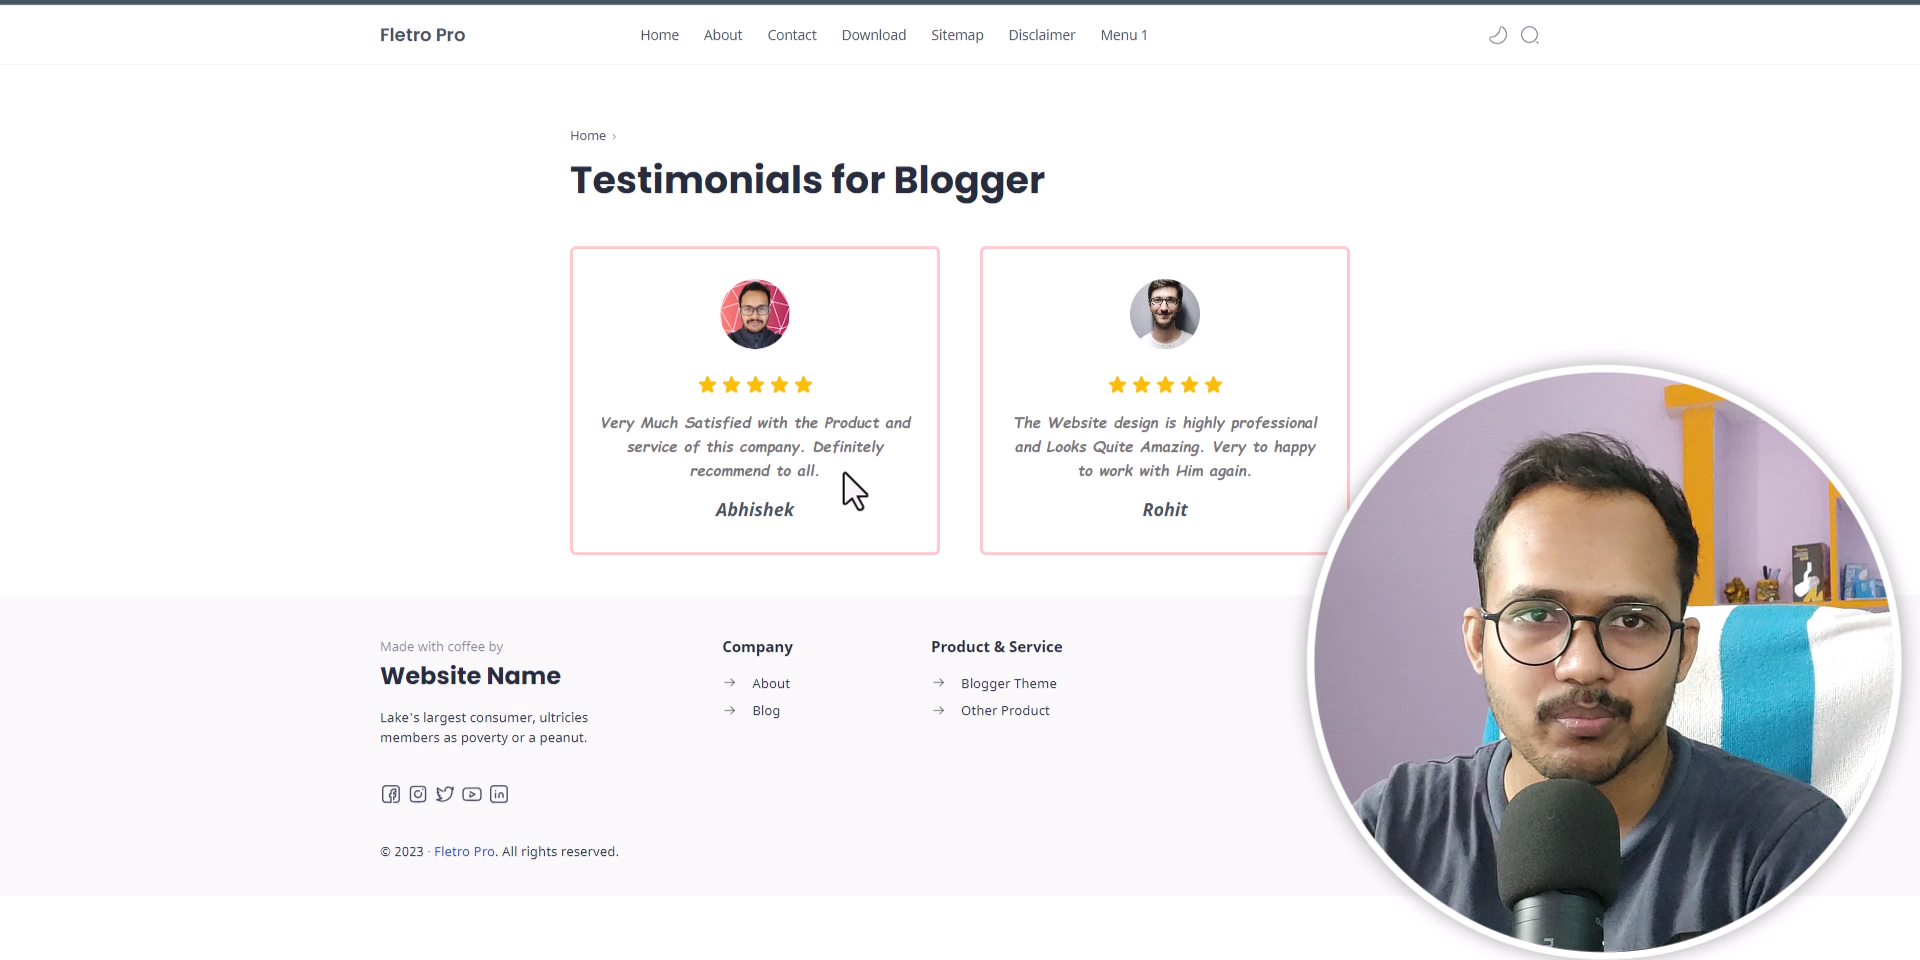 Fletro Pro
Home About Contact Download Sitemap Disclaimer Menu 1
Home ›
Testimonials for Blogger
Very Much Satisfied with the Product and
service of this company. Definitely
recommend to all.
Abhishek
The Website design is highly professional
and Looks Quite Amazing. Very to happy
to work with Him again.
Rohit
Made with coffee by
Website Name
Lake's largest consumer, ultricies
members as poverty or a peanut.
© 2023 · Fletro Pro. All rights reserved.
Company
→ About
→ Blog
Product & Service
→ Blogger Theme
→ Other Product